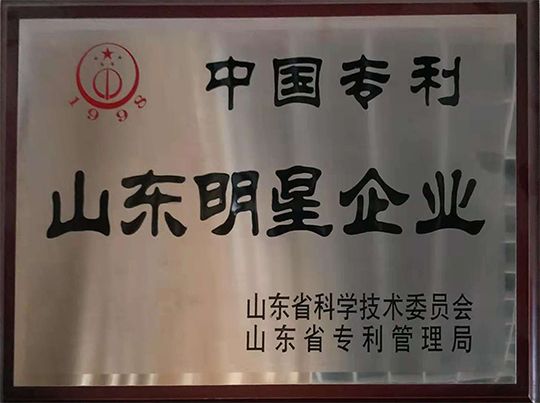 中国专利
1998
山东明星企业
山东省科学技术委员会
山东省专利管理局